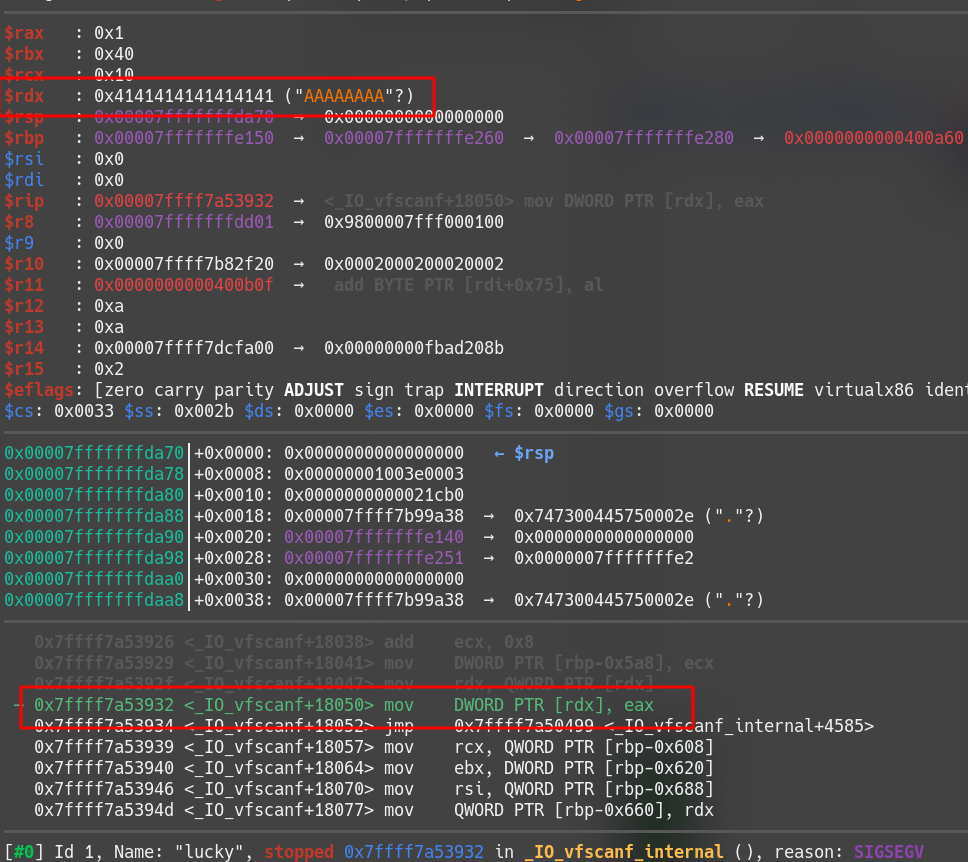 $rax   : 0x1
$rbx   : 0x40
$rcx   : 0x10
$rdx   : 0x4141414141414141 ("AAAAAAAA"?)
$rsp   : 0x00007fffffffda70  →  0x0000000000000000
$rbp   : 0x00007fffffffe150  →  0x00007fffffffe260  →  0x00007fffffffe280  →  0x0000000000400a60
$rsi   : 0x0
$rdi   : 0x0
$rip   : 0x00007ffff7a53932  →  <_IO_vfscanf+18050> mov DWORD PTR [rdx], eax
$r8    : 0x00007fffffffdd01  →  0x9800007fff000100
$r9    : 0x0
$r10   : 0x00007ffff7b82f20  →  0x0002000200020002
$r11   : 0x0000000000400b0f  →   add BYTE PTR [rdi+0x75], al
$r12   : 0xa
$r13   : 0xa
$r14   : 0x00007ffff7dcfa00  →  0x00000000fbad208b
$r15   : 0x2
$eflags: [zero carry parity ADJUST sign trap INTERRUPT direction overflow RESUME virtualx86 iden
$cs: 0x0033 $ss: 0x002b $ds: 0x0000 $es: 0x0000 $fs: 0x0000 $gs: 0x0000
0x00007fffffffda70│+0x0000: 0x0000000000000000   ← $rsp
0x00007fffffffda78│+0x0008: 0x00000001003e0003
0x00007fffffffda80│+0x0010: 0x0000000000021cb0
0x00007fffffffda88│+0x0018: 0x00007ffff7b99a38  →  0x747300445750002e ("."?)
0x00007fffffffda90│+0x0020: 0x00007fffffffe140  →  0x0000000000000000
0x00007fffffffda98│+0x0028: 0x00007fffffffe251  →  0x0000007fffffffe2
0x00007fffffffdaa0│+0x0030: 0x0000000000000000
0x00007fffffffdaa8│+0x0038: 0x00007ffff7b99a38  →  0x747300445750002e ("."?)
0x7ffff7a53926 <_IO_vfscanf+18038> add    ecx, 0x8
0x7ffff7a53929 <_IO_vfscanf+18041> mov    DWORD PTR [rbp-0x5a8], ecx
0x7ffff7a5392f <_IO_vfscanf+18047> mov    rdx, QWORD PTR [rdx]
→ 0x7ffff7a53932 <_IO_vfscanf+18050> mov    DWORD PTR [rdx], eax
0x7ffff7a53934 <_IO_vfscanf+18052> jmp    0x7ffff7a50499 <_IO_vfscanf_internal+4585>
0x7ffff7a53939 <_IO_vfscanf+18057> mov    rcx, QWORD PTR [rbp-0x608]
0x7ffff7a53940 <_IO_vfscanf+18064> mov    ebx, DWORD PTR [rbp-0x620]
0x7ffff7a53946 <_IO_vfscanf+18070> mov    rsi, QWORD PTR [rbp-0x688]
0x7ffff7a5394d <_IO_vfscanf+18077> mov    QWORD PTR [rbp-0x660], rdx
[#0] Id 1, Name: "lucky", stopped 0x7ffff7a53932 in _IO_vfscanf_internal (), reason: SIGSEGV